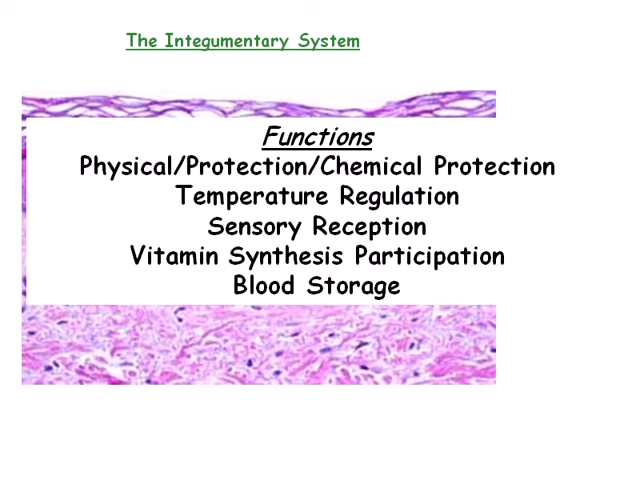 The Integumentary System
Functions
Physical/Protection/Chemical Protection
Temperature Regulation
Sensory Reception
Vitamin Synthesis Participation
Blood Storage